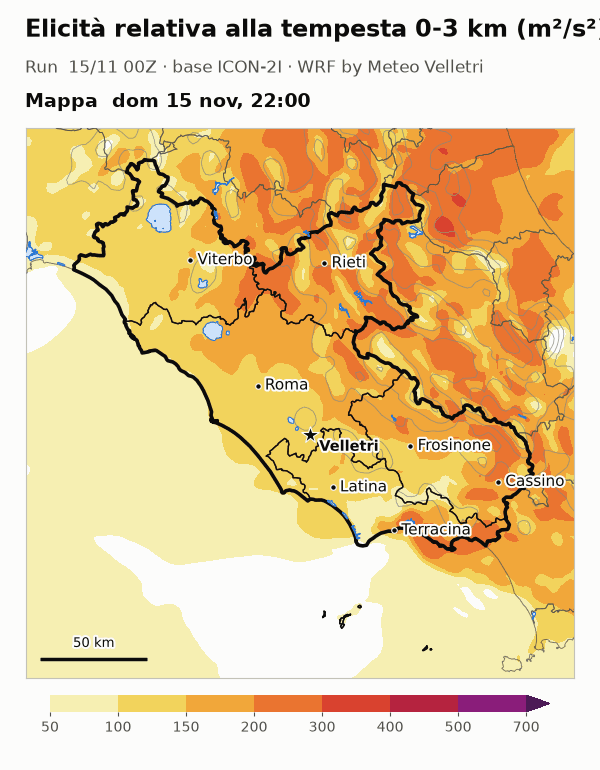 Elicità relativa alla tempesta 0-3 km (m²/s²)
Run 15/11 00Z · base ICON-2I · WRF by Meteo Velletri
Mappa dom 15 nov, 22:00
Viterbo
Rieti
Roma
Velletri
Frosinone
Cassino
Latina
Terracina
50 km
50 100 150 200 300 400 500 700